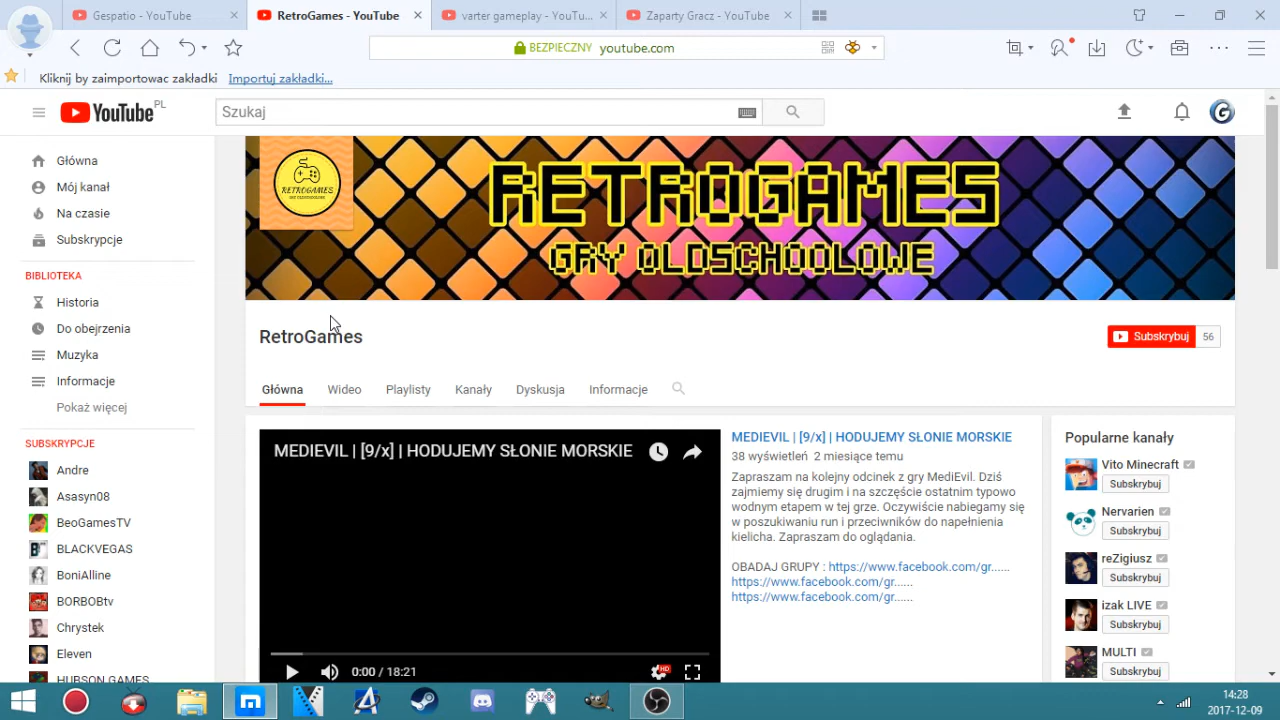 Gespatio - YouTube
RetroGames - YouTube
varter gameplay - YouTu...
Zaparty Gracz - YouTube
BEZPIECZNY youtube.com
Kliknij by zaimportowac zakładki Importuj zakładki...
YouTube PL
Szukaj
G
Główna
Mój kanał
Na czasie
Subskrypcje
BIBLIOTEKA
Historia
Do obejrzenia
Muzyka
Informacje
Pokaż więcej
SUBSKRYPCJE
Andre
Asasyn08
BeoGamesTV
BLACKVEGAS
BoniAlline
BORBOBtv
Chrystek
Eleven
HUBSON GAMES
RETROGAMES
GRY OLDSCHOOLOWE
RETROGAMES
GRY OLDSCHOOLOWE
RetroGames
Subskrybuj 56
Główna Wideo Playlisty Kanały Dyskusja Informacje
MEDIEVIL | [9/x] | HODUJEMY SŁONIE MORSKIE
0:00 / 18:21
HD
MEDIEVIL | [9/x] | HODUJEMY SŁONIE MORSKIE
38 wyświetleń 2 miesiące temu
Zapraszam na kolejny odcinek z gry MediEvil. Dziś
zajmiemy się drugim i na szczęście ostatnim typowo
wodnym etapem w tej grze. Oczywiście nabiegamy się
w poszukiwaniu run i przeciwników do napełnienia
kielicha. Zapraszam do oglądania.
OBADAJ GRUPY : https://www.facebook.com/gr......
https://www.facebook.com/gr......
https://www.facebook.com/gr......
Popularne kanały
Vito Minecraft
Subskrybuj
Nervarien
Subskrybuj
reZigiusz
Subskrybuj
izak LIVE
Subskrybuj
MULTI
Subskrybuj
14:28
2017-12-09